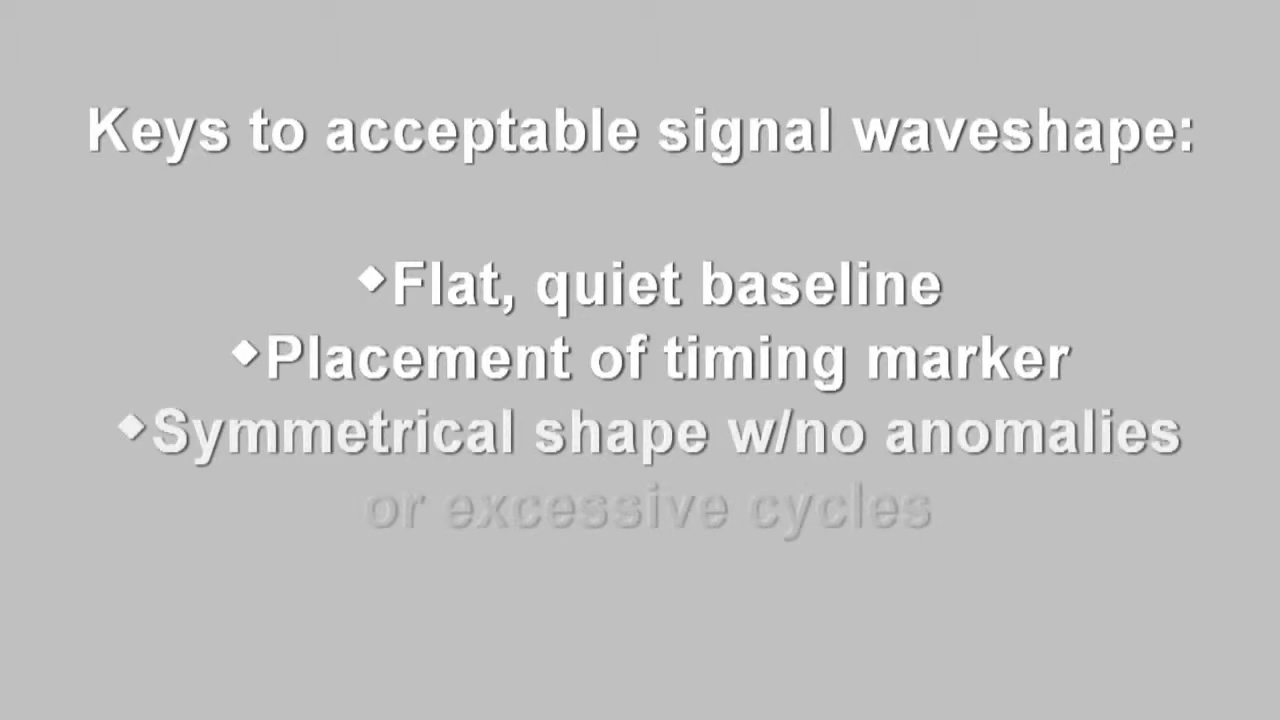 Keys to acceptable signal waveshape:
◆Flat, quiet baseline
◆Placement of timing marker
◆Symmetrical shape w/no anomalies
or excessive cycles